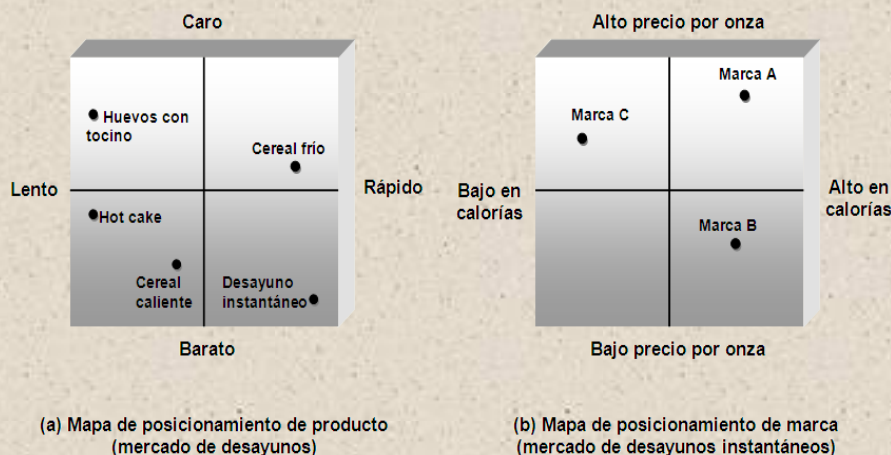 Caro
Huevos con
tocino
Cereal frío
Lento
Rápido
Hot cake
Cereal
caliente
Desayuno
instantáneo
Barato
(a) Mapa de posicionamiento de producto
(mercado de desayunos)
Alto precio por onza
Marca A
Marca C
Bajo en
calorías
Alto en
calorías
Marca B
Bajo precio por onza
(b) Mapa de posicionamiento de marca
(mercado de desayunos instantáneos)